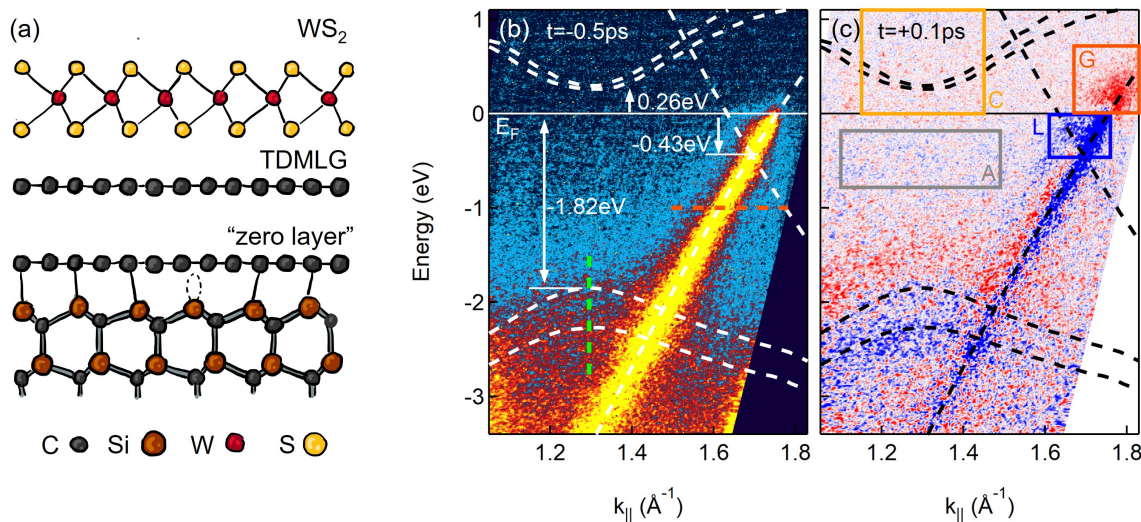 (a)
WS2
TDMLG
"zero layer"
C Si W S
(b) t=-0.5ps
0.26eV
EF
-0.43eV
-1.82eV
Energy (eV)
1
0
-1
-2
-3
1.2 1.4 1.6 1.8
k|| (Å-1)
(c) t=+0.1ps
C
G
L
A
1.2 1.4 1.6 1.8
k|| (Å-1)